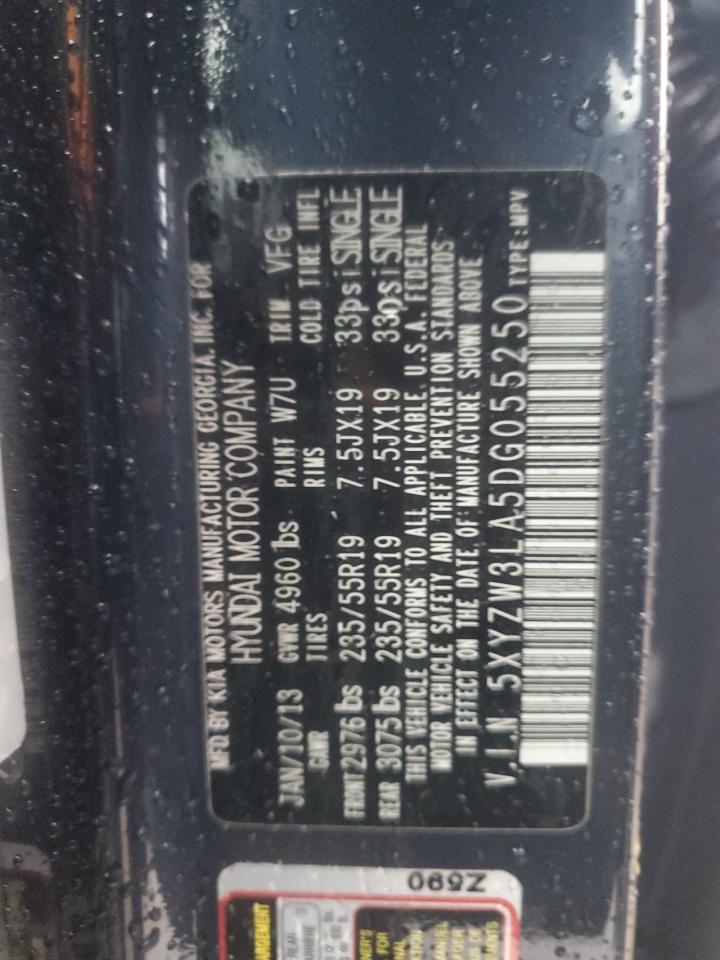 MFD BY KIA MOTORS MANUFACTURING GEORGIA, INC. FOR
HYUNDAI MOTOR COMPANY
JAN/10/13 GVWR 4960 lbs PAINT W7U TRIM VFG
GAWR TIRES RIMS COLD TIRE INFL
FRONT 2976 lbs 235/55R19 7.5JX19 33psi SINGLE
REAR 3075 lbs 235/55R19 7.5JX19 33psi SINGLE
THIS VEHICLE CONFORMS TO ALL APPLICABLE U.S.A. FEDERAL
MOTOR VEHICLE SAFETY AND THEFT PREVENTION STANDARDS
IN EFFECT ON THE DATE OF MANUFACTURE SHOWN ABOVE.
V.I.N 5XYZW3LA5DG055250 TYPE:MPV
Z590
REAR
FOR